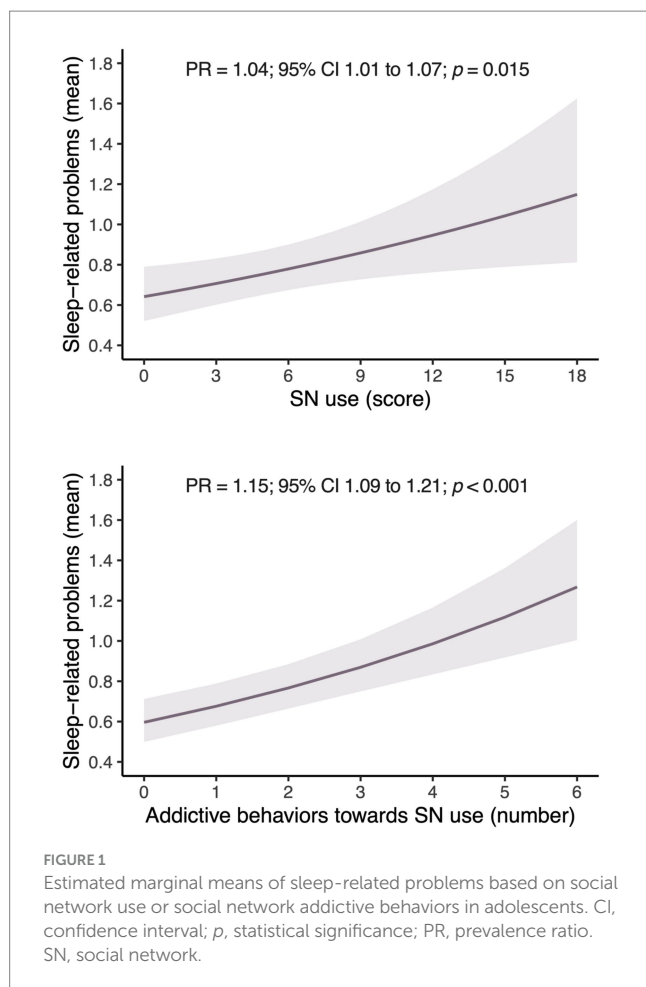 PR = 1.04; 95% CI 1.01 to 1.07; p = 0.015
Sleep−related problems (mean)
1.8
1.6
1.4
1.2
1.0
0.8
0.6
0.4
0 3 6 9 12 15 18
SN use (score)
PR = 1.15; 95% CI 1.09 to 1.21; p < 0.001
Sleep−related problems (mean)
1.8
1.6
1.4
1.2
1.0
0.8
0.6
0.4
0 1 2 3 4 5 6
Addictive behaviors towards SN use (number)
FIGURE 1
Estimated marginal means of sleep-related problems based on social
network use or social network addictive behaviors in adolescents. CI,
confidence interval; p, statistical significance; PR, prevalence ratio.
SN, social network.